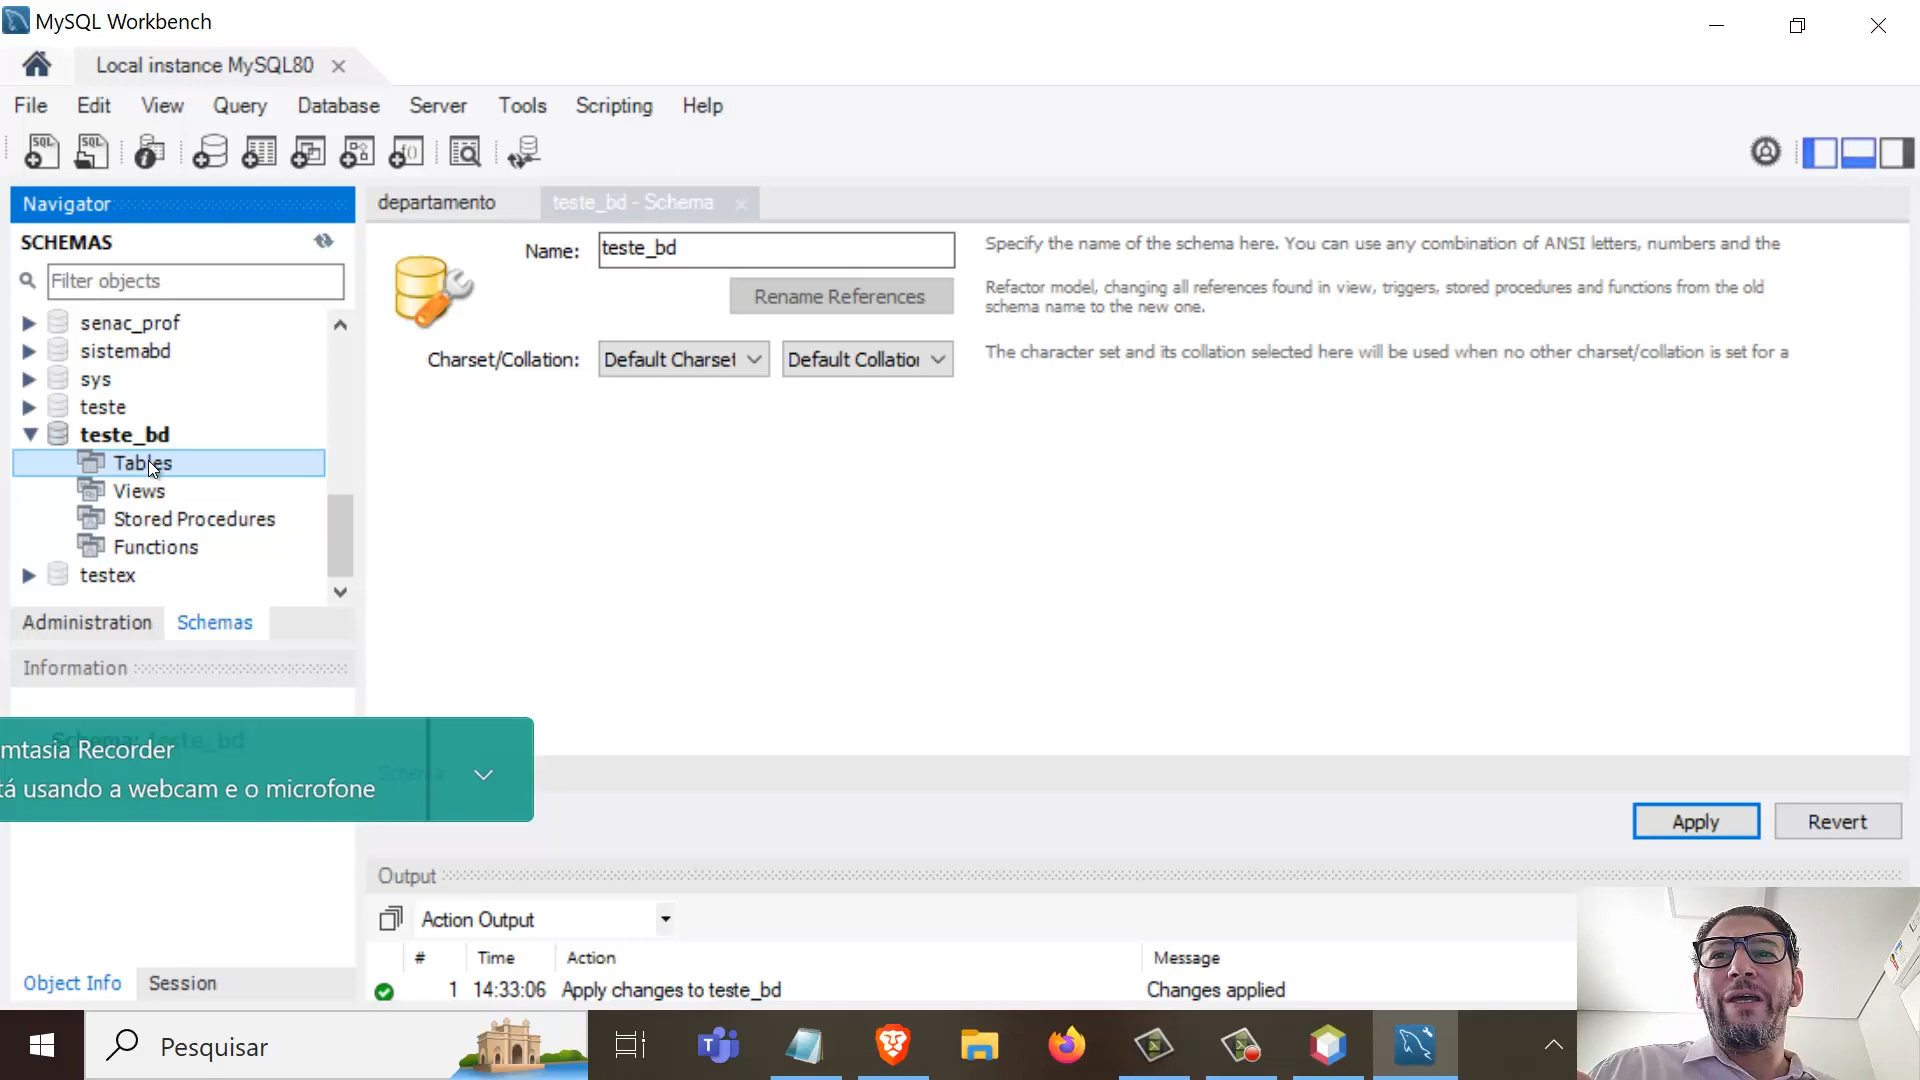 MySQL Workbench
Local instance MySQL80
File Edit View Query Database Server Tools Scripting Help
Navigator
SCHEMAS
Filter objects
senac_prof
sistemabd
sys
teste
teste_bd
Tables
Views
Stored Procedures
Functions
testex
Administration Schemas
Information
mtasia Recorder
tá usando a webcam e o microfone
Object Info Session
departamento teste_bd - Schema
Name: teste_bd
Specify the name of the schema here. You can use any combination of ANSI letters, numbers and the
Rename References
Refactor model, changing all references found in view, triggers, stored procedures and functions from the old
schema name to the new one.
Charset/Collation: Default Charset Default Collation
The character set and its collation selected here will be used when no other charset/collation is set for a
Apply Revert
Output
Action Output
# Time Action Message
1 14:33:06 Apply changes to teste_bd Changes applied
Pesquisar